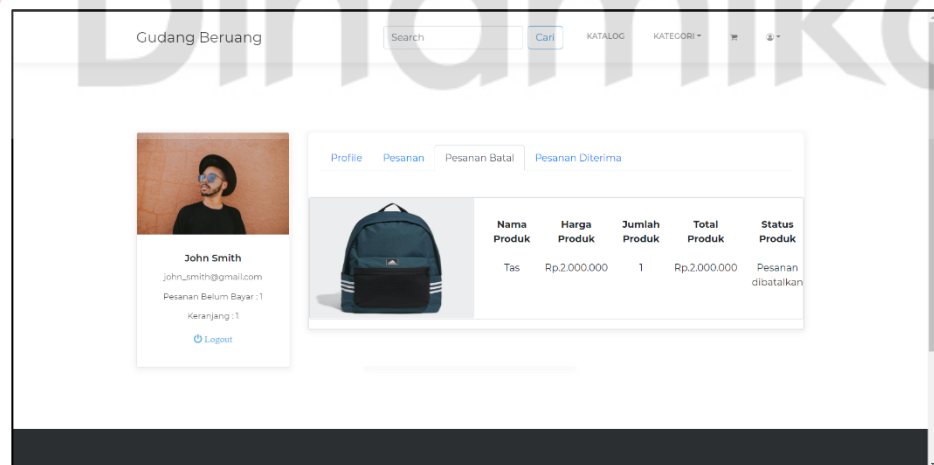 Dinamika
Gudang Beruang
Search
Cari
KATALOG
KATEGORI
Profile
Pesanan
Pesanan Batal
Pesanan Diterima
John Smith
john_smith@gmail.com
Pesanan Belum Bayar : 1
Keranjang : 1
Logout
Nama Produk
Harga Produk
Jumlah Produk
Total Produk
Status Produk
Tas
Rp.2.000.000
1
Rp.2.000.000
Pesanan dibatalkan